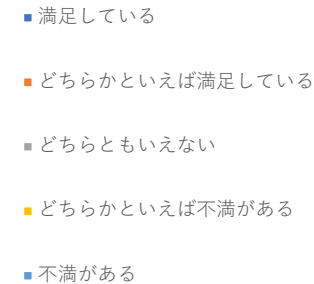 満足している
どちらかといえば満足している
どちらともいえない
どちらかといえば不満がある
不満がある